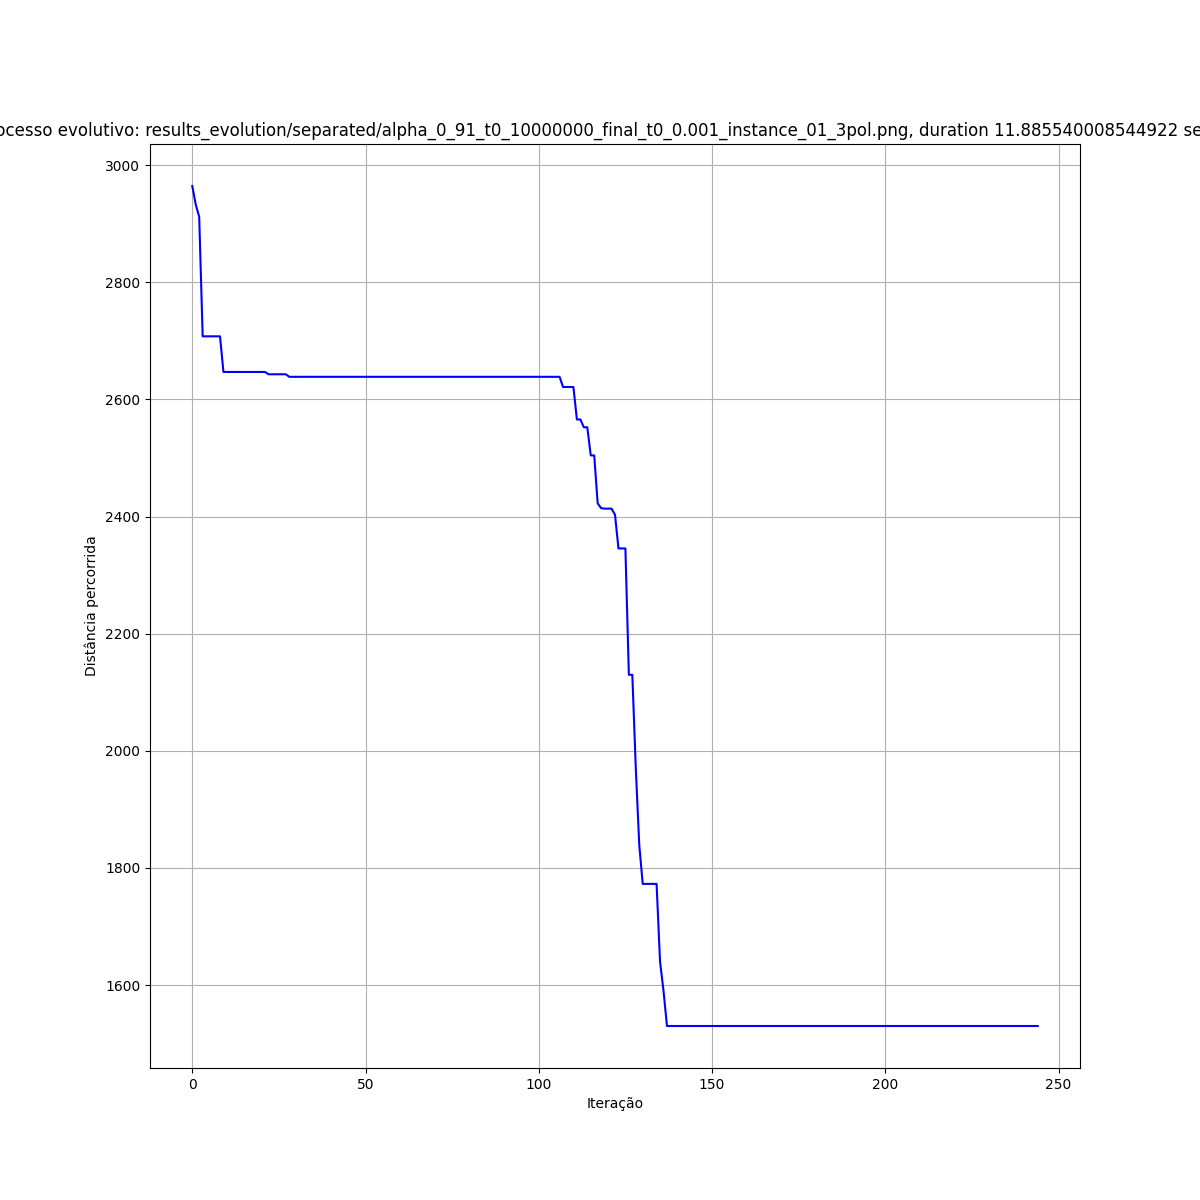 ocesso evolutivo: results_evolution/separated/alpha_0_91_t0_10000000_final_t0_0.001_instance_01_3pol.png, duration 11.885540008544922 se
3000
2800
2600
2400
2200
2000
1800
1600
Distância percorrida
0 50 100 150 200 250
Iteração